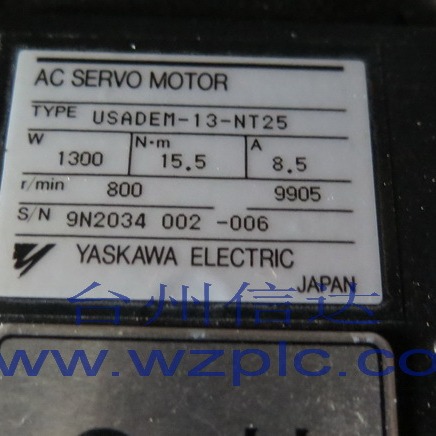 AC SERVO MOTOR
TYPE USADEM-13-NT25
W N·m A
1300 15.5 8.5
r/min 800 9905
S/N 9N2034 002 -006
YASKAWA ELECTRIC
JAPAN
台州信达
www.wzplc.com